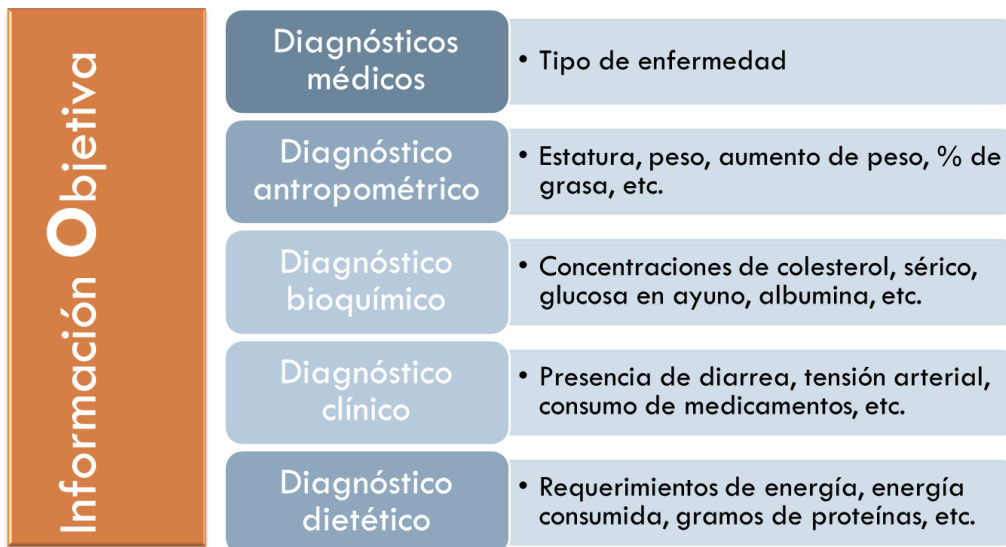 Información Objetiva
Diagnósticos
médicos
• Tipo de enfermedad
Diagnóstico
antropométrico
• Estatura, peso, aumento de peso, % de
grasa, etc.
Diagnóstico
bioquímico
• Concentraciones de colesterol, sérico,
glucosa en ayuno, albumina, etc.
Diagnóstico
clínico
• Presencia de diarrea, tensión arterial,
consumo de medicamentos, etc.
Diagnóstico
dietético
• Requerimientos de energía, energía
consumida, gramos de proteínas, etc.